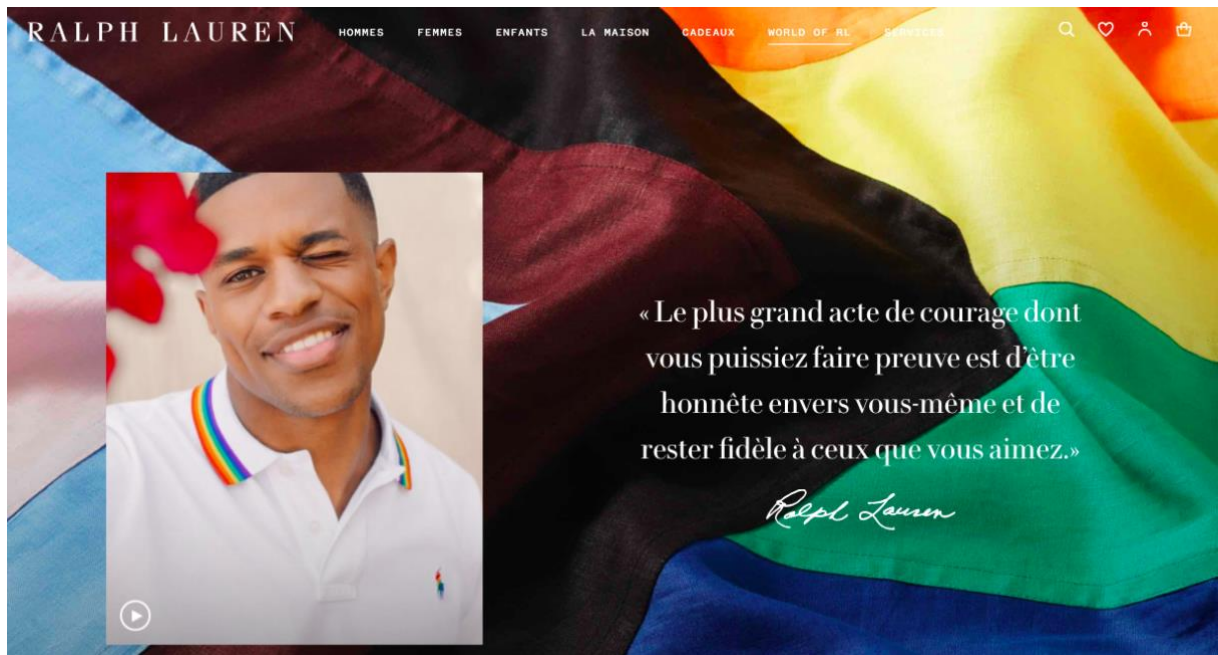 RALPH LAUREN
HOMMES FEMMES ENFANTS LA MAISON CADEAUX WORLD OF RL SERVICES
« Le plus grand acte de courage dont
vous puissiez faire preuve est d'être
honnête envers vous-même et de
rester fidèle à ceux que vous aimez.»
Ralph Lauren